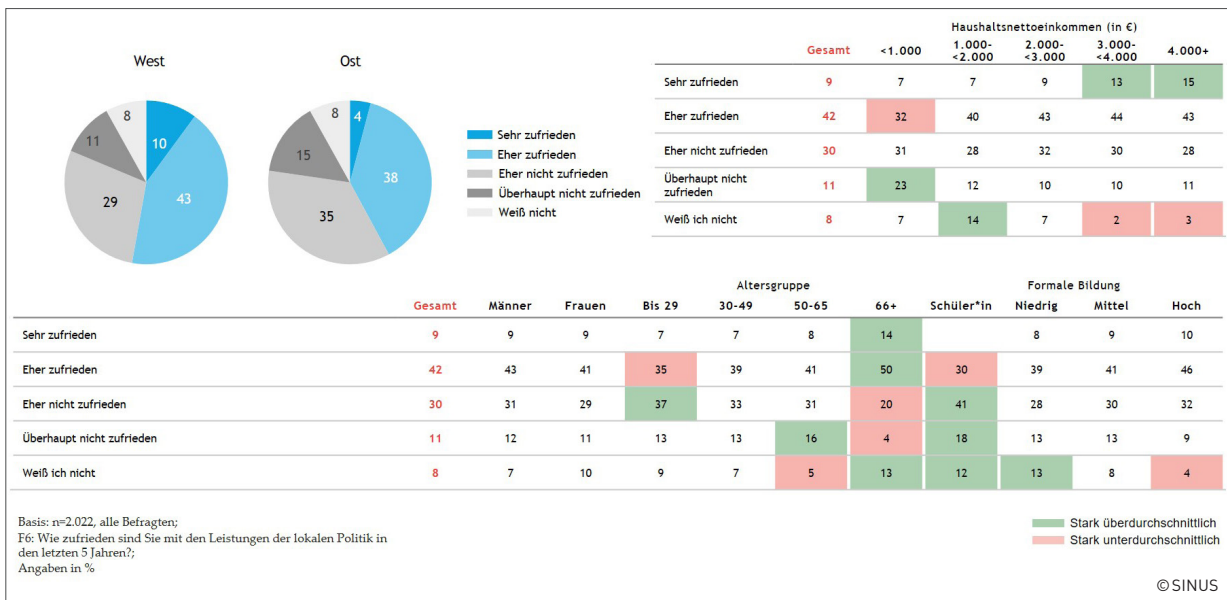 West
Ost
10
43
29
11
8
4
38
35
15
8
Sehr zufrieden
Eher zufrieden
Eher nicht zufrieden
Überhaupt nicht zufrieden
Weiß nicht
Haushaltsnettoeinkommen (in €)
Gesamt <1.000 1.000-<2.000 2.000-<3.000 3.000-<4.000 4.000+
Sehr zufrieden 9 7 7 9 13 15
Eher zufrieden 42 32 40 43 44 43
Eher nicht zufrieden 30 31 28 32 30 28
Überhaupt nicht zufrieden 11 23 12 10 10 11
Weiß ich nicht 8 7 14 7 2 3
Altersgruppe Formale Bildung
Gesamt Männer Frauen Bis 29 30-49 50-65 66+ Schüler*in Niedrig Mittel Hoch
Sehr zufrieden 9 9 9 7 7 8 14 8 9 10
Eher zufrieden 42 43 41 35 39 41 50 30 39 41 46
Eher nicht zufrieden 30 31 29 37 33 31 20 41 28 30 32
Überhaupt nicht zufrieden 11 12 11 13 13 16 4 18 13 13 9
Weiß ich nicht 8 7 10 9 7 5 13 12 13 8 4
Basis: n=2.022, alle Befragten;
F6: Wie zufrieden sind Sie mit den Leistungen der lokalen Politik in
den letzten 5 Jahren?;
Angaben in %
Stark überdurchschnittlich
Stark unterdurchschnittlich
© SINUS